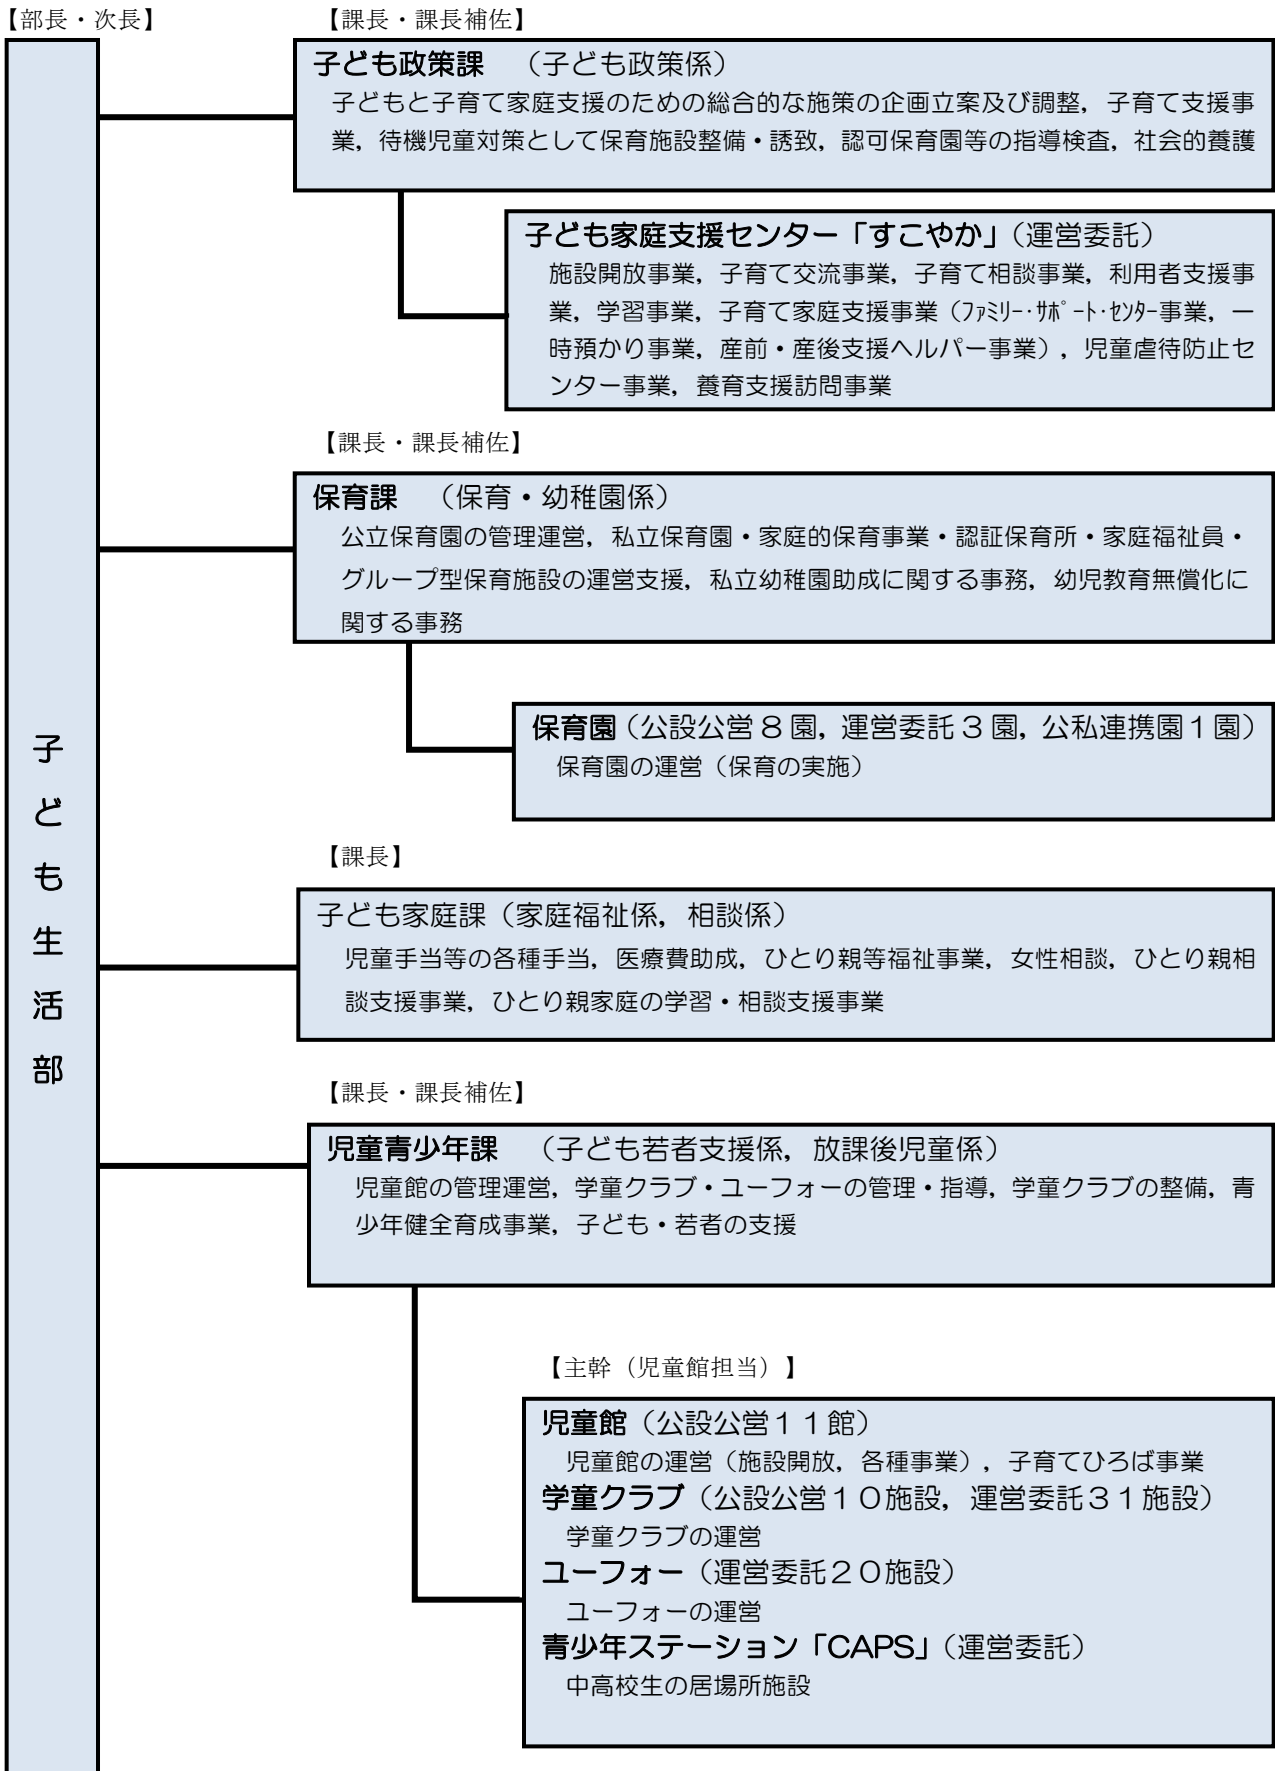 【部長・次長】
【課長・課長補佐】
子ども政策課　（子ども政策係）
子どもと子育て家庭支援のための総合的な施策の企画立案及び調整，子育て支援事
業，待機児童対策として保育施設整備・誘致，認可保育園等の指導検査，社会的養護
子ども家庭支援センター「すこやか」（運営委託）
施設開放事業，子育て交流事業，子育て相談事業，利用者支援事
業，学習事業，子育て家庭支援事業（ﾌｧﾐﾘｰ･ｻﾎﾟｰﾄ･ｾﾝﾀｰ事業，一
時預かり事業，産前・産後支援ヘルパー事業），児童虐待防止セ
ンター事業，養育支援訪問事業
【課長・課長補佐】
保育課　（保育・幼稚園係）
公立保育園の管理運営，私立保育園・家庭的保育事業・認証保育所・家庭福祉員・
グループ型保育施設の運営支援，私立幼稚園助成に関する事務，幼児教育無償化に
関する事務
保育園（公設公営８園，運営委託３園，公私連携園１園）
保育園の運営（保育の実施）
子ども生活部
【課長】
子ども家庭課（家庭福祉係，相談係）
児童手当等の各種手当，医療費助成，ひとり親等福祉事業，女性相談，ひとり親相
談支援事業，ひとり親家庭の学習・相談支援事業
【課長・課長補佐】
児童青少年課　（子ども若者支援係，放課後児童係）
児童館の管理運営，学童クラブ・ユーフォーの管理・指導，学童クラブの整備，青
少年健全育成事業，子ども・若者の支援
【主幹（児童館担当）】
児童館（公設公営１１館）
児童館の運営（施設開放，各種事業），子育てひろば事業
学童クラブ（公設公営１０施設，運営委託３１施設）
学童クラブの運営
ユーフォー（運営委託２０施設）
ユーフォーの運営
青少年ステーション「CAPS」（運営委託）
中高校生の居場所施設